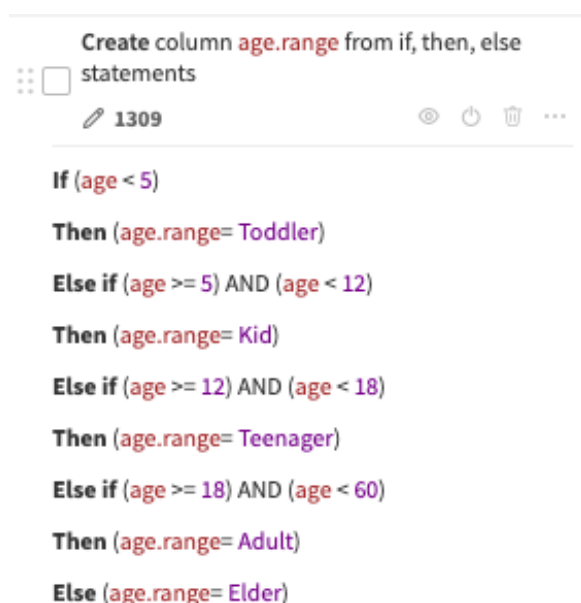 Create column age.range from if, then, else
statements
1309
If (age < 5)
Then (age.range= Toddler)
Else if (age >= 5) AND (age < 12)
Then (age.range= Kid)
Else if (age >= 12) AND (age < 18)
Then (age.range= Teenager)
Else if (age >= 18) AND (age < 60)
Then (age.range= Adult)
Else (age.range= Elder)